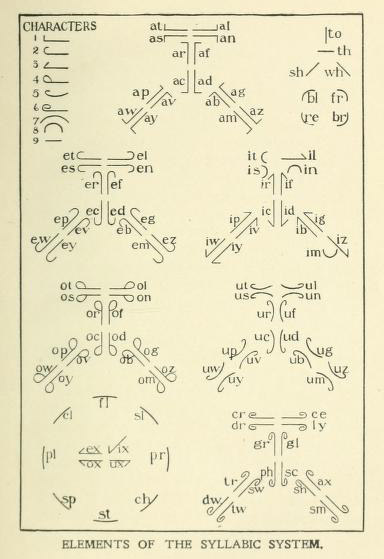 CHARACTERS
1
2
3
4
5
6
7
8
9
at al
as an
ar af
ac ad
ap av ab ag
aw ay am az
to
th
sh wh
bl fr
re br
et el
es en
er ef
ec ed
ep ev eb eg
ew ey em ez
it il
is in
ir if
ic id
ip iv ib ig
iw iy im iz
ot ol
os on
or of
oc od
op ov ob og
ow oy om oz
ut ul
us un
ur uf
uc ud
up uv ub ug
uw uy um uz
fl
cl sl
pl ex ix pr
ox ux
sp st ch
cr ce
dr ly
gr gl
ph sc
tr sw sh ax
dw tw sm
ELEMENTS OF THE SYLLABIC SYSTEM.